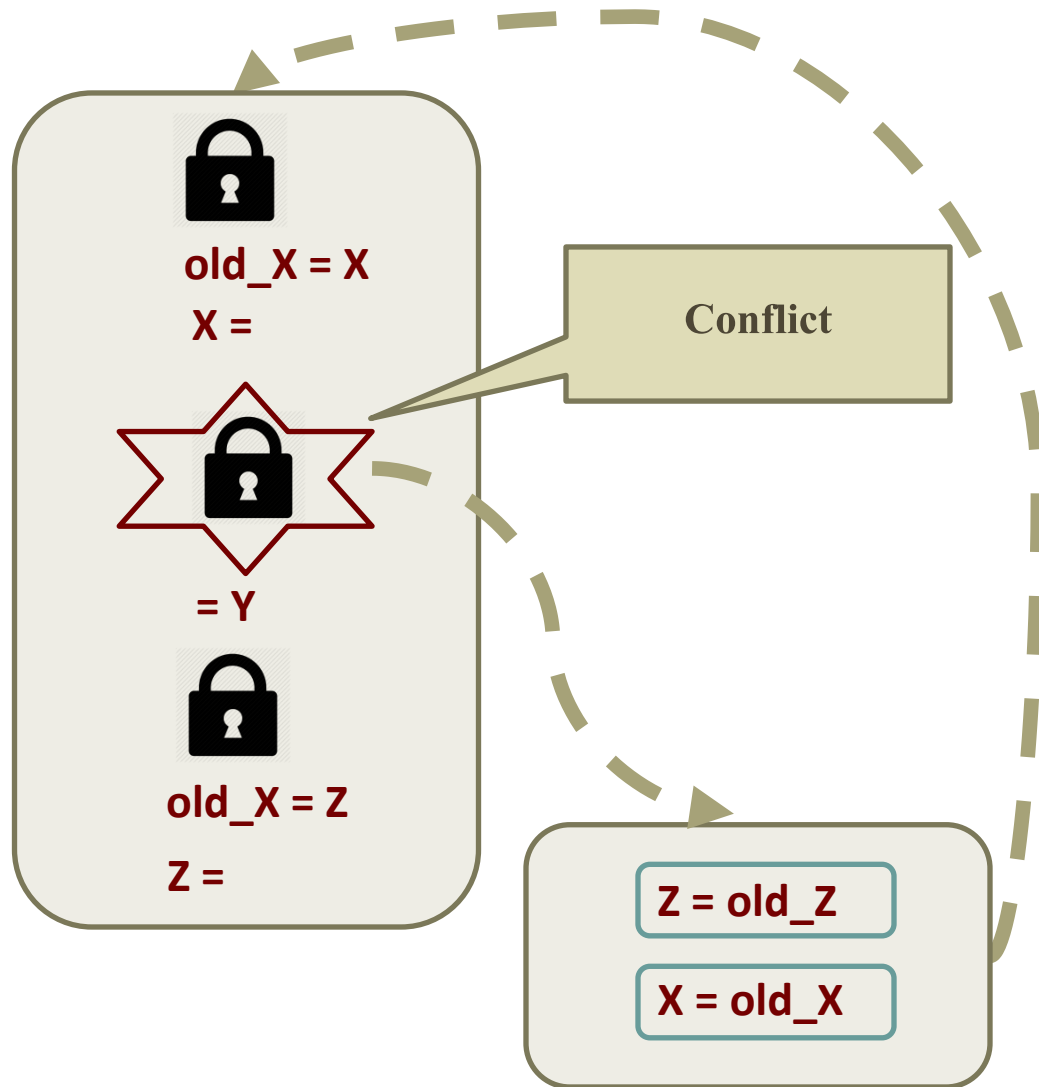 old_X = X
X =
Conflict
= Y
old_X = Z
Z =
Z = old_Z
X = old_X